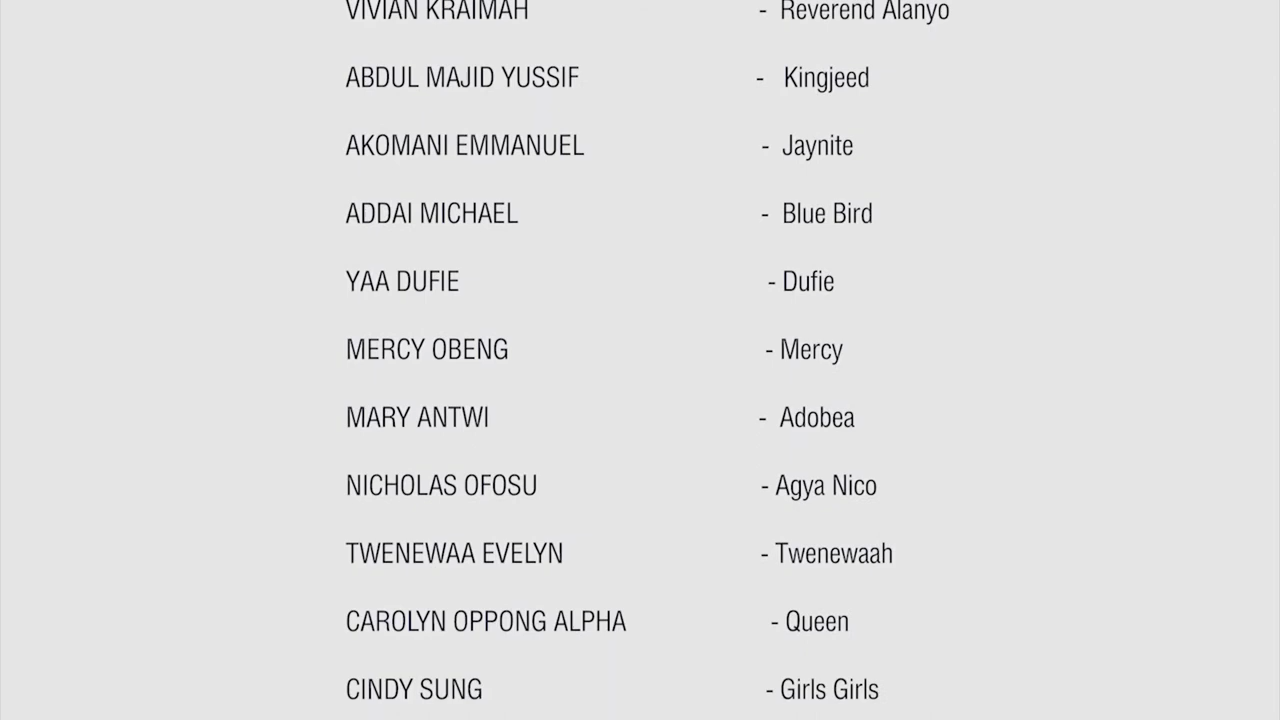 VIVIAN KRAIMAH - Reverend Alanyo
ABDUL MAJID YUSSIF - Kingjeed
AKOMANI EMMANUEL - Jaynite
ADDAI MICHAEL - Blue Bird
YAA DUFIE - Dufie
MERCY OBENG - Mercy
MARY ANTWI - Adobea
NICHOLAS OFOSU - Agya Nico
TWENEWAA EVELYN - Twenewaah
CAROLYN OPPONG ALPHA - Queen
CINDY SUNG - Girls Girls